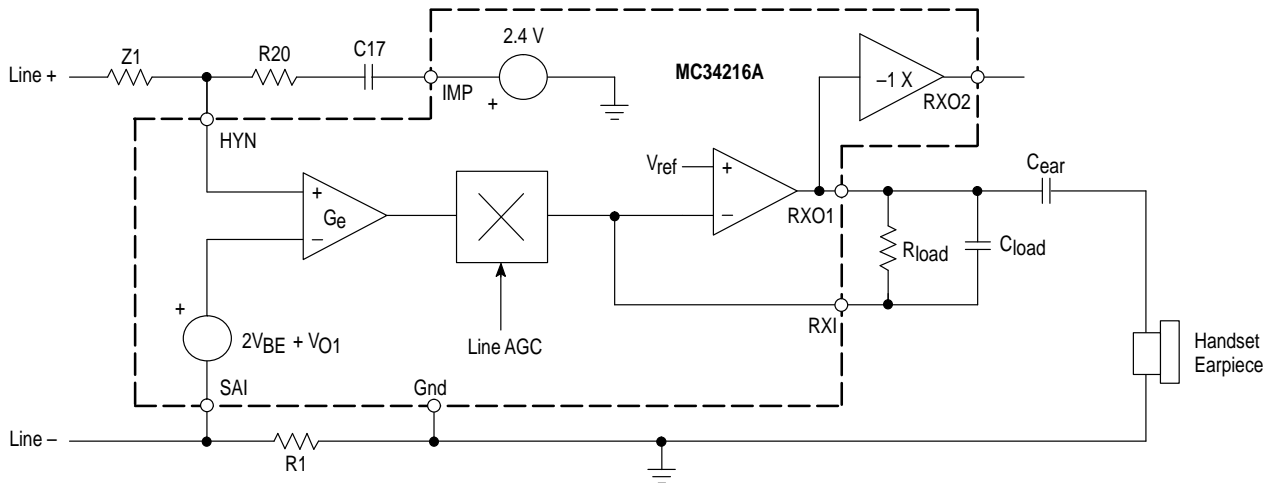 Line +
Z1
R20
C17
IMP
2.4 V
+
MC34216A
–1 X
RXO2
HYN
+
Ge
–
Vref
+
–
RXO1
Cear
Rload
Cload
RXI
Line AGC
+
2VBE + VO1
SAI
Gnd
Handset
Earpiece
Line –
R1